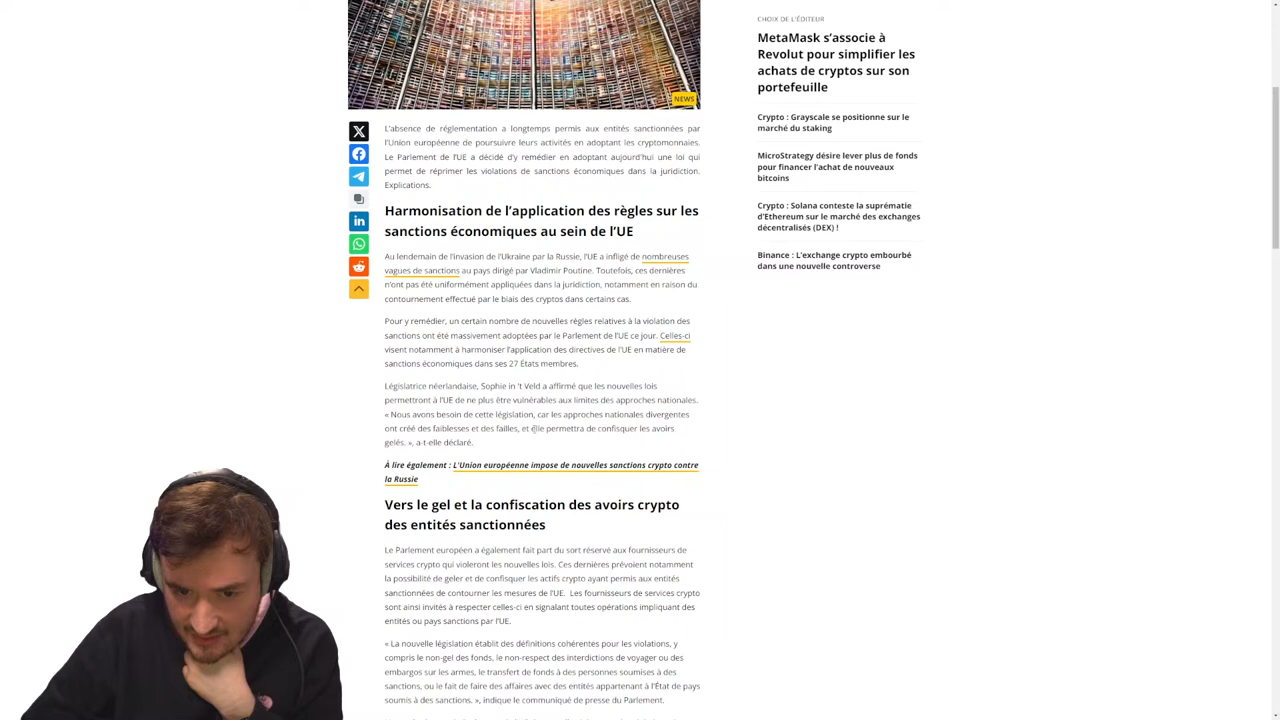 NEWS
L'absence de réglementation a longtemps permis aux entités sanctionnées par
l'Union européenne de poursuivre leurs activités en adoptant les cryptomonnaies.
Le Parlement de l'UE a décidé d'y remédier en adoptant aujourd'hui une loi qui
permet de réprimer les violations de sanctions économiques dans la juridiction.
Explications.
Harmonisation de l'application des règles sur les
sanctions économiques au sein de l'UE
Au lendemain de l'invasion de l'Ukraine par la Russie, l'UE a infligé de nombreuses
vagues de sanctions au pays dirigé par Vladimir Poutine. Toutefois, ces dernières
n'ont pas été uniformément appliquées dans la juridiction, notamment en raison du
contournement effectué par le biais des cryptos dans certains cas.
Pour y remédier, un certain nombre de nouvelles règles relatives à la violation des
sanctions ont été massivement adoptées par le Parlement de l'UE ce jour. Celles-ci
visent notamment à harmoniser l'application des directives de l'UE en matière de
sanctions économiques dans ses 27 États membres.
Législatrice néerlandaise, Sophie in 't Veld a affirmé que les nouvelles lois
permettront à l'UE de ne plus être vulnérables aux limites des approches nationales.
« Nous avons besoin de cette législation, car les approches nationales divergentes
ont créé des faiblesses et des failles, et elle permettra de confisquer les avoirs
gelés. », a-t-elle déclaré.
À lire également : L'Union européenne impose de nouvelles sanctions crypto contre
la Russie
Vers le gel et la confiscation des avoirs crypto
des entités sanctionnées
Le Parlement européen a également fait part du sort réservé aux fournisseurs de
services crypto qui violeront les nouvelles lois. Ces dernières prévoient notamment
la possibilité de geler et de confisquer les actifs crypto ayant permis aux entités
sanctionnées de contourner les mesures de l'UE. Les fournisseurs de services crypto
sont ainsi invités à respecter celles-ci en signalant toutes opérations impliquant des
entités ou pays sanctions par l'UE.
« La nouvelle législation établit des définitions cohérentes pour les violations, y
compris le non-gel des fonds, le non-respect des interdictions de voyager ou des
embargos sur les armes, le transfert de fonds à des personnes soumises à des
sanctions, ou le fait de faire des affaires avec des entités appartenant à l'État de pays
soumis à des sanctions. », indique le communiqué de presse du Parlement.
CHOIX DE L'ÉDITEUR
MetaMask s'associe à
Revolut pour simplifier les
achats de cryptos sur son
portefeuille
Crypto : Grayscale se positionne sur le
marché du staking
MicroStrategy désire lever plus de fonds
pour financer l'achat de nouveaux
bitcoins
Crypto : Solana conteste la suprématie
d'Ethereum sur le marché des exchanges
décentralisés (DEX) !
Binance : L'exchange crypto embourbé
dans une nouvelle controverse